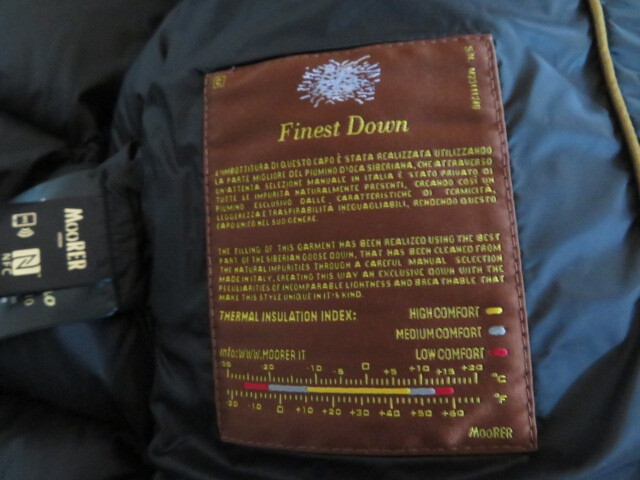 Finest Down
L'IMBOTTITURA DI QUESTO CAPO È STATA REALIZZATA UTILIZZANDO
LA PARTE MIGLIORE DEL PIUMINO D'OCA SIBERIANA, CHE ATTRAVERSO
UN'ATTENTA SELEZIONE MANUALE IN ITALIA È STATO PRIVATO DI
TUTTE LE IMPURITÀ NATURALMENTE PRESENTI, CREANDO COSÌ UN
PIUMINO EXCLUSIVO DALLE CARATTERISTICHE DI TERMICITÀ,
LEGGEREZZA E TRASPIRABILITÀ INEGUAGLIABILI, RENDENDO QUESTO
CAPO UNICO NEL SUO GENERE.
THE FILLING OF THIS GARMENT HAS BEEN REALIZED USING THE BEST
PART OF THE SIBERIAN GOOSE DOWN, THAT HAS BEEN CLEANED FROM
THE NATURAL IMPURITIES THROUGH A CAREFUL MANUAL SELECTION
MADE IN ITALY, CREATING THIS WAY AN EXCLUSIVE DOWN WITH THE
PECULIARITIES OF INCOMPARABLE LIGHTNESS AND BREATHABLE THAT
MAKE THIS STYLE UNIQUE IN IT'S KIND.
THERMAL INSULATION INDEX: HIGH COMFORT
MEDIUM COMFORT
info: WWW.MOORER.IT LOW COMFORT
-30 -20 -10 -5 0 +5 +10 +15 +20 °C
-20 -10 0 +10 +20 +30 +40 +50 +60 °F
MOORER
MOORER
NFC